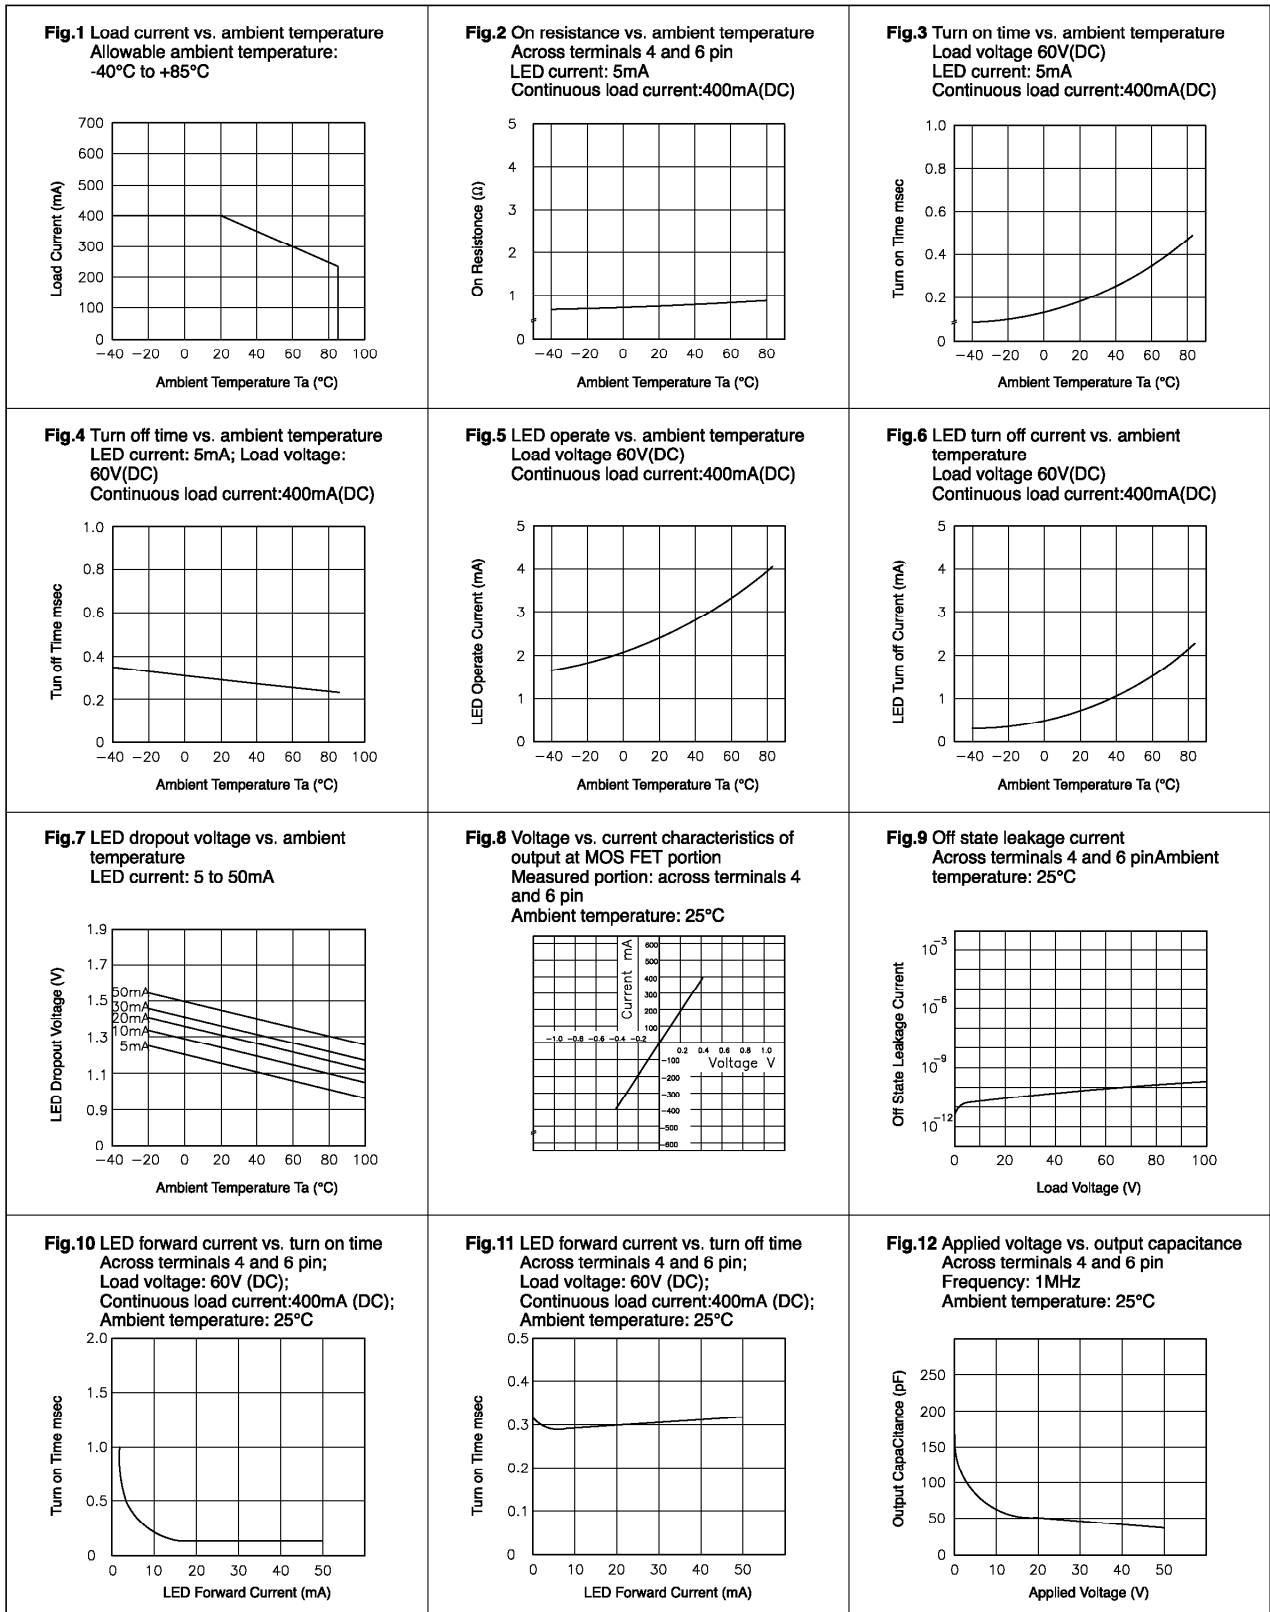 Fig.1 Load current vs. ambient temperature
Allowable ambient temperature:
-40°C to +85°C
700
600
500
400
300
200
100
0
Load Current (mA)
−40 −20 0 20 40 60 80 100
Ambient Temperature Ta (°C)
Fig.2 On resistance vs. ambient temperature
Across terminals 4 and 6 pin
LED current: 5mA
Continuous load current:400mA(DC)
5
4
3
2
1
0
On Resistonce (Ω)
−40 −20 0 20 40 60 80
Ambient Temperature Ta (°C)
Fig.3 Turn on time vs. ambient temperature
Load voltage 60V(DC)
LED current: 5mA
Continuous load current:400mA(DC)
1.0
0.8
0.6
0.4
0.2
0
Turn on Time msec
−40 −20 0 20 40 60 80
Ambient Temperature Ta (°C)
Fig.4 Turn off time vs. ambient temperature
LED current: 5mA; Load voltage:
60V(DC)
Continuous load current:400mA(DC)
1.0
0.8
0.6
0.4
0.2
0
Tun off Time msec
−40 −20 0 20 40 60 80 100
Ambient Temperature Ta (°C)
Fig.5 LED operate vs. ambient temperature
Load voltage 60V(DC)
Continuous load current:400mA(DC)
5
4
3
2
1
0
LED Operate Current (mA)
−40 −20 0 20 40 60 80
Ambient Temperature Ta (°C)
Fig.6 LED turn off current vs. ambient
temperature
Load voltage 60V(DC)
Continuous load current:400mA(DC)
5
4
3
2
1
0
LED Turn off Current (mA)
−40 −20 0 20 40 60 80
Ambient Temperature Ta (°C)
Fig.7 LED dropout voltage vs. ambient
temperature
LED current: 5 to 50mA
1.9
1.7
1.5
1.3
1.1
0.9
0
LED Dropout Voltage (V)
50mA
30mA
20mA
10mA
5mA
−40 −20 0 20 40 60 80 100
Ambient Temperature Ta (°C)
Fig.8 Voltage vs. current characteristics of
output at MOS FET portion
Measured portion: across terminals 4
and 6 pin
Ambient temperature: 25°C
Current mA
600
500
400
300
200
100
−1.0 −0.8 −0.6 −0.4 −0.2
0.2 0.4 0.6 0.8 1.0
Voltage V
−100
−200
−300
−400
−500
−600
Fig.9 Off state leakage current
Across terminals 4 and 6 pinAmbient
temperature: 25°C
10⁻³
10⁻⁶
10⁻⁹
10⁻¹²
Off State Leakage Current
0 20 40 60 80 100
Load Voltage (V)
Fig.10 LED forward current vs. turn on time
Across terminals 4 and 6 pin;
Load voltage: 60V (DC);
Continuous load current:400mA (DC);
Ambient temperature: 25°C
2.0
1.5
1.0
0.5
0
Turn on Time msec
0 10 20 30 40 50
LED Forward Current (mA)
Fig.11 LED forward current vs. turn off time
Across terminals 4 and 6 pin;
Load voltage: 60V (DC);
Continuous load current:400mA (DC);
Ambient temperature: 25°C
0.5
0.4
0.3
0.2
0.1
0
Turn on Time msec
0 10 20 30 40 50
LED Forward Current (mA)
Fig.12 Applied voltage vs. output capacitance
Across terminals 4 and 6 pin
Frequency: 1MHz
Ambient temperature: 25°C
250
200
150
100
50
0
Output CapaCitance (pF)
0 10 20 30 40 50
Applied Voltage (V)